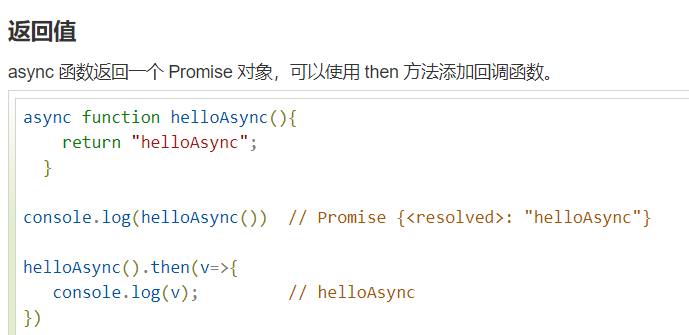 返回值
async 函数返回一个 Promise 对象，可以使用 then 方法添加回调函数。
async function helloAsync(){
    return "helloAsync";
  }
console.log(helloAsync())  // Promise {<resolved>: "helloAsync"}
helloAsync().then(v=>{
   console.log(v);         // helloAsync
})